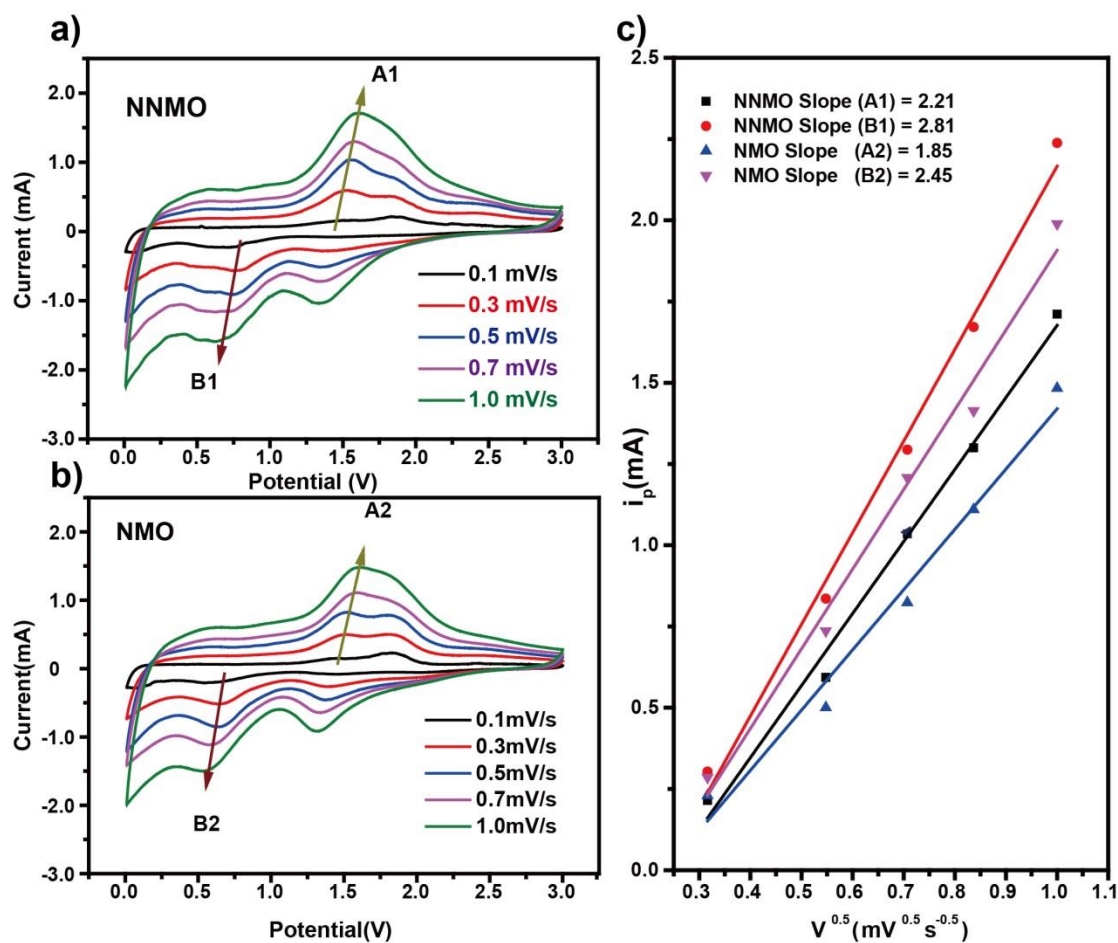 a)
NNMO
A1
B1
0.1 mV/s
0.3 mV/s
0.5 mV/s
0.7 mV/s
1.0 mV/s
2.0
1.0
0
-1.0
-2.0
-3.0
Current (mA)
0.0 0.5 1.0 1.5 2.0 2.5 3.0
Potential (V)
b)
NMO
A2
B2
0.1mV/s
0.3mV/s
0.5mV/s
0.7mV/s
1.0mV/s
2.0
1.0
0
-1.0
-2.0
-3.0
Current(mA)
0.0 0.5 1.0 1.5 2.0 2.5 3.0
Potential(V)
c)
NNMO Slope (A1) = 2.21
NNMO Slope (B1) = 2.81
NMO Slope (A2) = 1.85
NMO Slope (B2) = 2.45
2.5
2.0
1.5
1.0
0.5
0.0
ip(mA)
0.3 0.4 0.5 0.6 0.7 0.8 0.9 1.0 1.1
V 0.5 (mV 0.5 s -0.5)